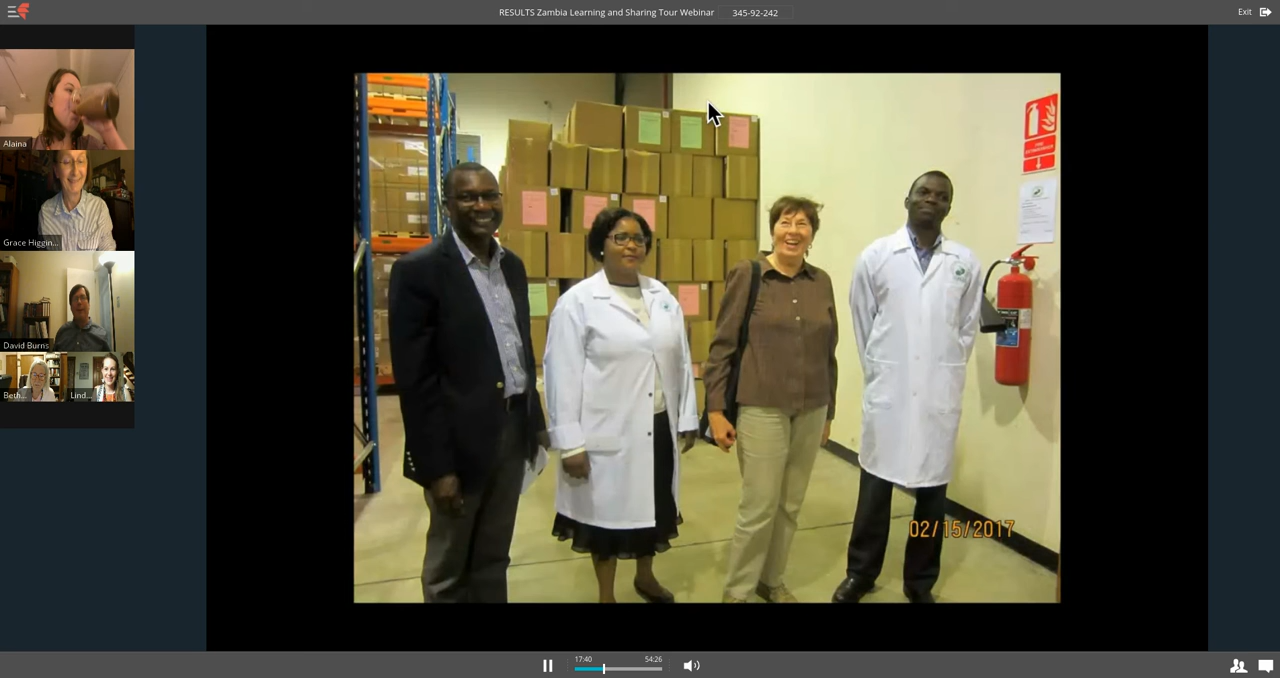 RESULTS Zambia Learning and Sharing Tour Webinar
345-92-242
Exit
Alaina
Grace Higgin...
David Burns
Beth...
Lind...
02/15/2017
17:40
54:26